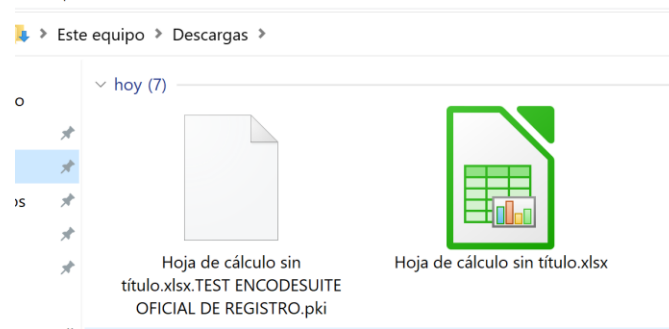 Este equipo > Descargas >
hoy (7)
o
os
Hoja de cálculo sin
título.xlsx.TEST ENCODESUITE
OFICIAL DE REGISTRO.pki
Hoja de cálculo sin título.xlsx